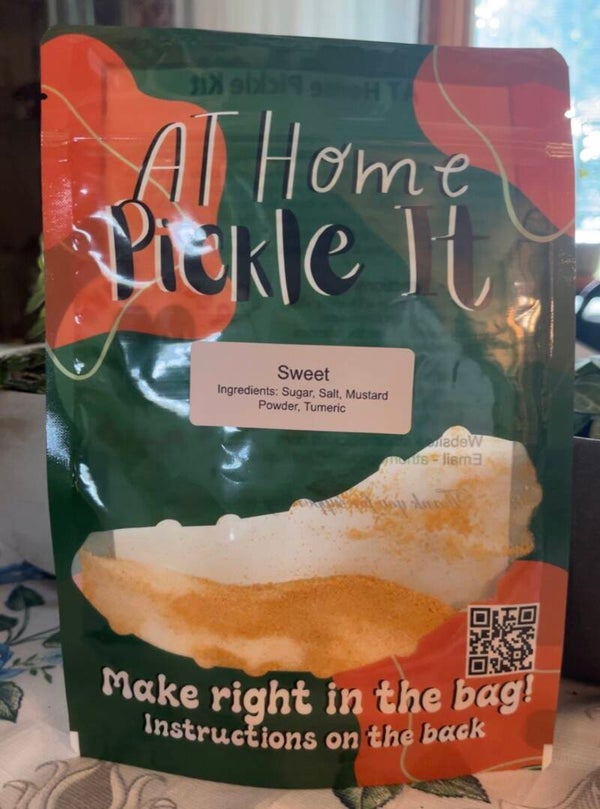 AT Home
Pickle It
Sweet
Ingredients: Sugar, Salt, Mustard
Powder, Tumeric
Make right in the bag!
Instructions on the back